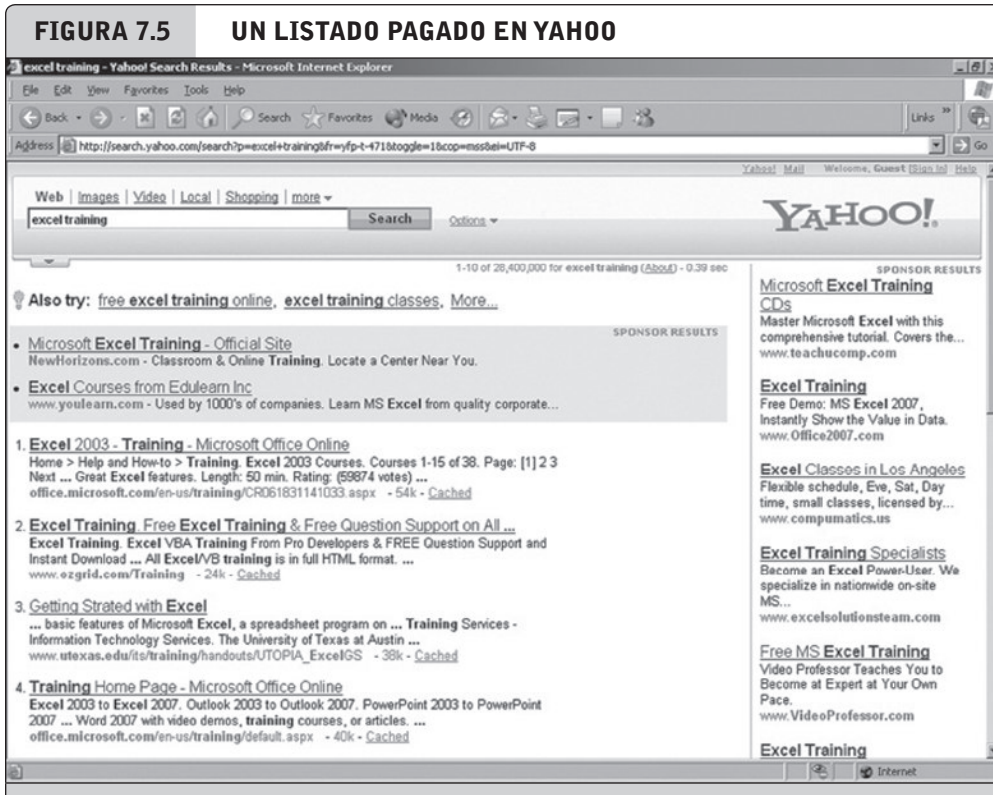 FIGURA 7.5 UN LISTADO PAGADO EN YAHOO
excel training - Yahoo! Search Results - Microsoft Internet Explorer
File Edit View Favorites Tools Help
Back Search Favorites Media Links
Address http://search.yahoo.com/search?p=excel+training&fr=yfp-t-471&toggle=1&cop=mss&ei=UTF-8 Go
Yahoo! Mail Welcome, Guest [Sign In] Help
Web | Images | Video | Local | Shopping | more
excel training Search Options
YAHOO!
1-10 of 28,400,000 for excel training (About) - 0.39 sec
Also try: free excel training online, excel training classes, More...
SPONSOR RESULTS
Microsoft Excel Training - Official Site
NewHorizons.com - Classroom & Online Training. Locate a Center Near You.
Excel Courses from Edulearn Inc
www.youlearn.com - Used by 1000's of companies. Learn MS Excel from quality corporate...
1. Excel 2003 - Training - Microsoft Office Online
Home > Help and How-to > Training. Excel 2003 Courses. Courses 1-15 of 38. Page: [1] 2 3
Next ... Great Excel features. Length: 50 min. Rating: (59874 votes) ...
office.microsoft.com/en-us/training/CR061831141033.aspx - 54k - Cached
2. Excel Training. Free Excel Training & Free Question Support on All ...
Excel Training. Excel VBA Training From Pro Developers & FREE Question Support and
Instant Download ... All Excel/VB training is in full HTML format. ...
www.ozgrid.com/Training - 24k - Cached
3. Getting Strated with Excel
... basic features of Microsoft Excel, a spreadsheet program on ... Training Services -
Information Technology Services. The University of Texas at Austin ...
www.utexas.edu/its/training/handouts/UTOPIA_ExcelGS - 38k - Cached
4. Training Home Page - Microsoft Office Online
Excel 2003 to Excel 2007. Outlook 2003 to Outlook 2007. PowerPoint 2003 to PowerPoint
2007 ... Word 2007 with video demos, training courses, or articles. ...
office.microsoft.com/en-us/training/default.aspx - 40k - Cached
SPONSOR RESULTS
Microsoft Excel Training
CDs
Master Microsoft Excel with this
comprehensive tutorial. Covers the...
www.teachucomp.com
Excel Training
Free Demo: MS Excel 2007,
Instantly Show the Value in Data.
www.Office2007.com
Excel Classes in Los Angeles
Flexible schedule, Eve, Sat, Day
time, small classes, licensed by...
www.compumatics.us
Excel Training Specialists
Become an Excel Power-User. We
specialize in nationwide on-site
MS...
www.excelsolutionsteam.com
Free MS Excel Training
Video Professor Teaches You to
Become at Expert at Your Own
Pace.
www.VideoProfessor.com
Excel Training
Internet